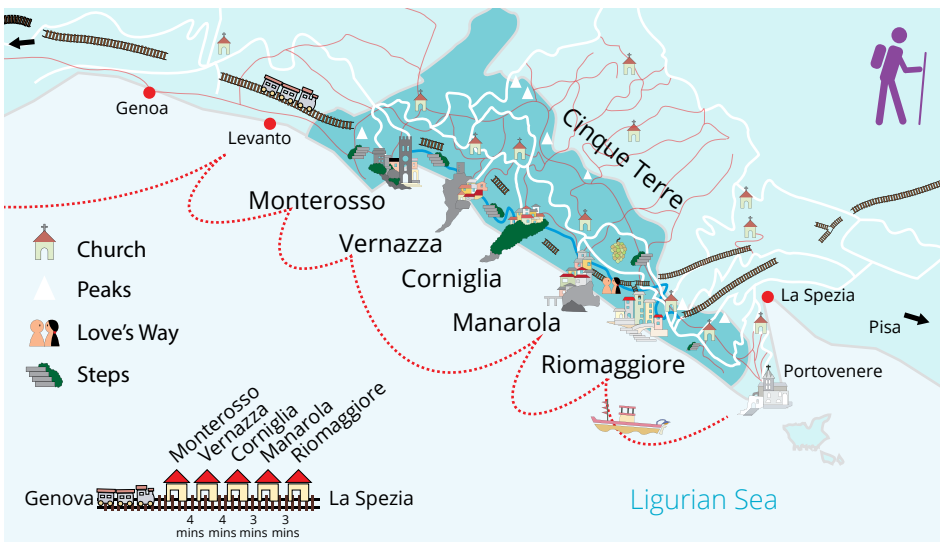 Genoa
Levanto
Cinque Terre
Monterosso
Vernazza
Corniglia
Manarola
Riomaggiore
La Spezia
Pisa
Portovenere
Church
Peaks
Love's Way
Steps
Monterosso
Vernazza
Corniglia
Manarola
Riomaggiore
Genova
La Spezia
4 4 3 3
mins mins mins mins
Ligurian Sea